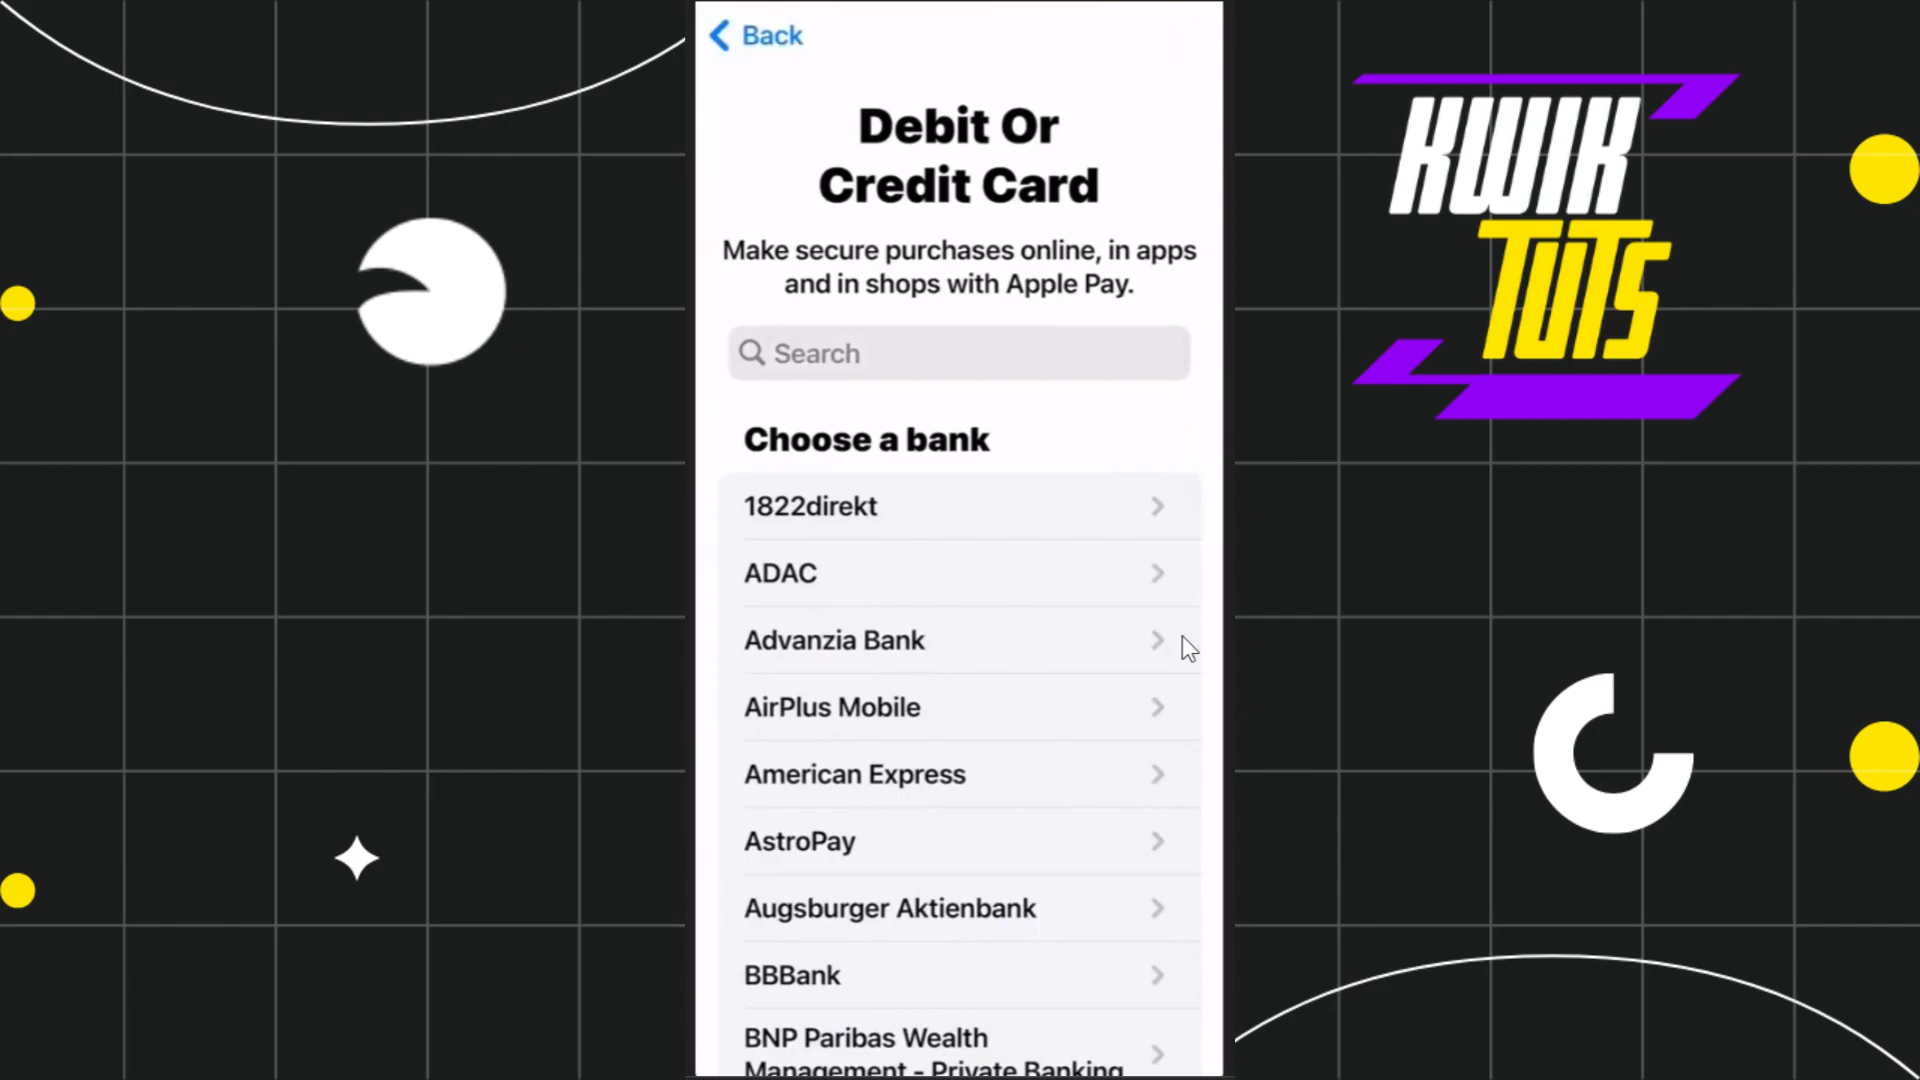 Back
Debit Or
Credit Card
Make secure purchases online, in apps
and in shops with Apple Pay.
Search
Choose a bank
1822direkt
ADAC
Advanzia Bank
AirPlus Mobile
American Express
AstroPay
Augsburger Aktienbank
BBBank
BNP Paribas Wealth
Management - Private Banking
KWIK
TUTS